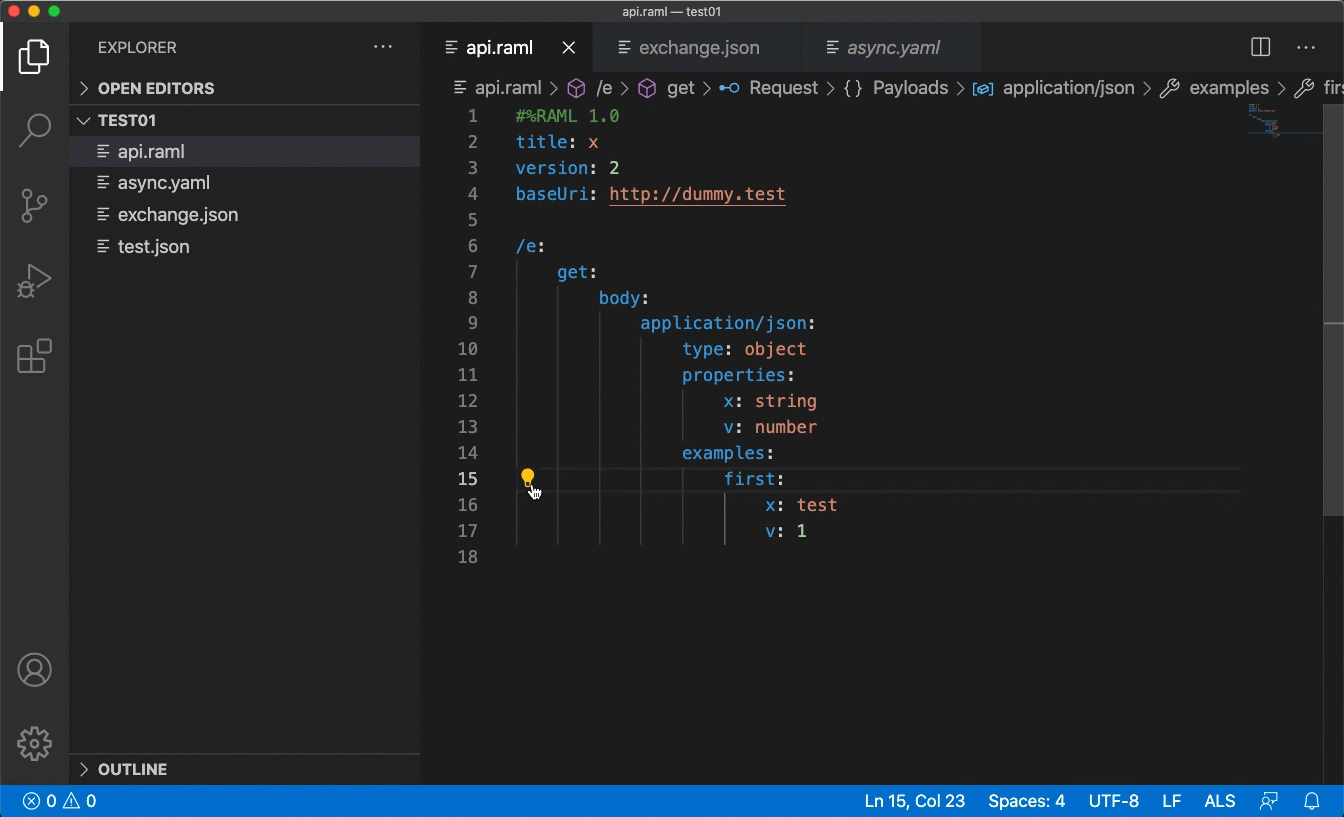 api.raml — test01
EXPLORER
OPEN EDITORS
TEST01
api.raml
async.yaml
exchange.json
test.json
OUTLINE
api.raml exchange.json async.yaml
api.raml > /e > get > Request > {} Payloads > application/json > examples > firs
1 #%RAML 1.0
2 title: x
3 version: 2
4 baseUri: http://dummy.test
5
6 /e:
7 get:
8 body:
9 application/json:
10 type: object
11 properties:
12 x: string
13 v: number
14 examples:
15 first:
16 x: test
17 v: 1
18
0 0 Ln 15, Col 23 Spaces: 4 UTF-8 LF ALS